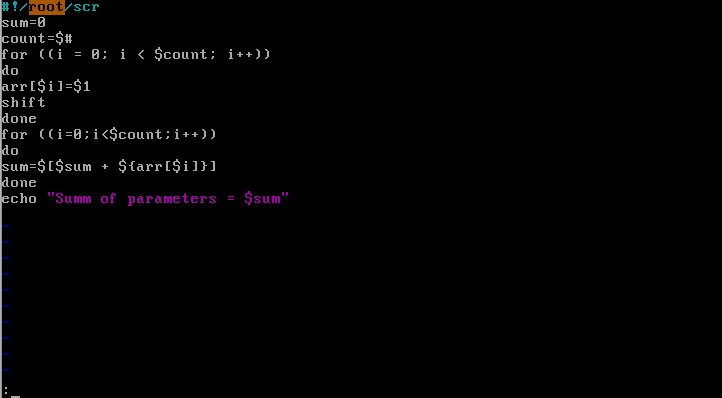 #!/root/scr
sum=0
count=$#
for ((i = 0; i < $count; i++))
do
arr[$i]=$1
shift
done
for ((i=0;i<$count;i++))
do
sum=$[$sum + ${arr[$i]}]
done
echo "Summ of parameters = $sum"
~
~
~
~
~
~
~
~
~
~
: